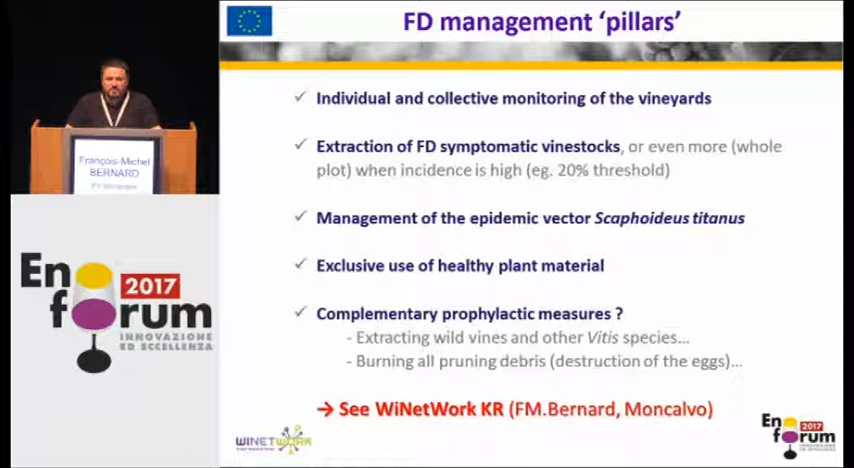 FD management 'pillars'
✓ Individual and collective monitoring of the vineyards
✓ Extraction of FD symptomatic vinestocks, or even more (whole
plot) when incidence is high (eg. 20% threshold)
✓ Management of the epidemic vector Scaphoideus titanus
✓ Exclusive use of healthy plant material
✓ Complementary prophylactic measures ?
- Extracting wild vines and other Vitis species...
- Burning all pruning debris (destruction of the eggs)...
→ See WiNetWork KR (FM.Bernard, Moncalvo)
François-Michel
BERNARD
En
2017
forum
INNOVAZIONE
ED ECCELLENZA
WINETWORK
En
2017
forum